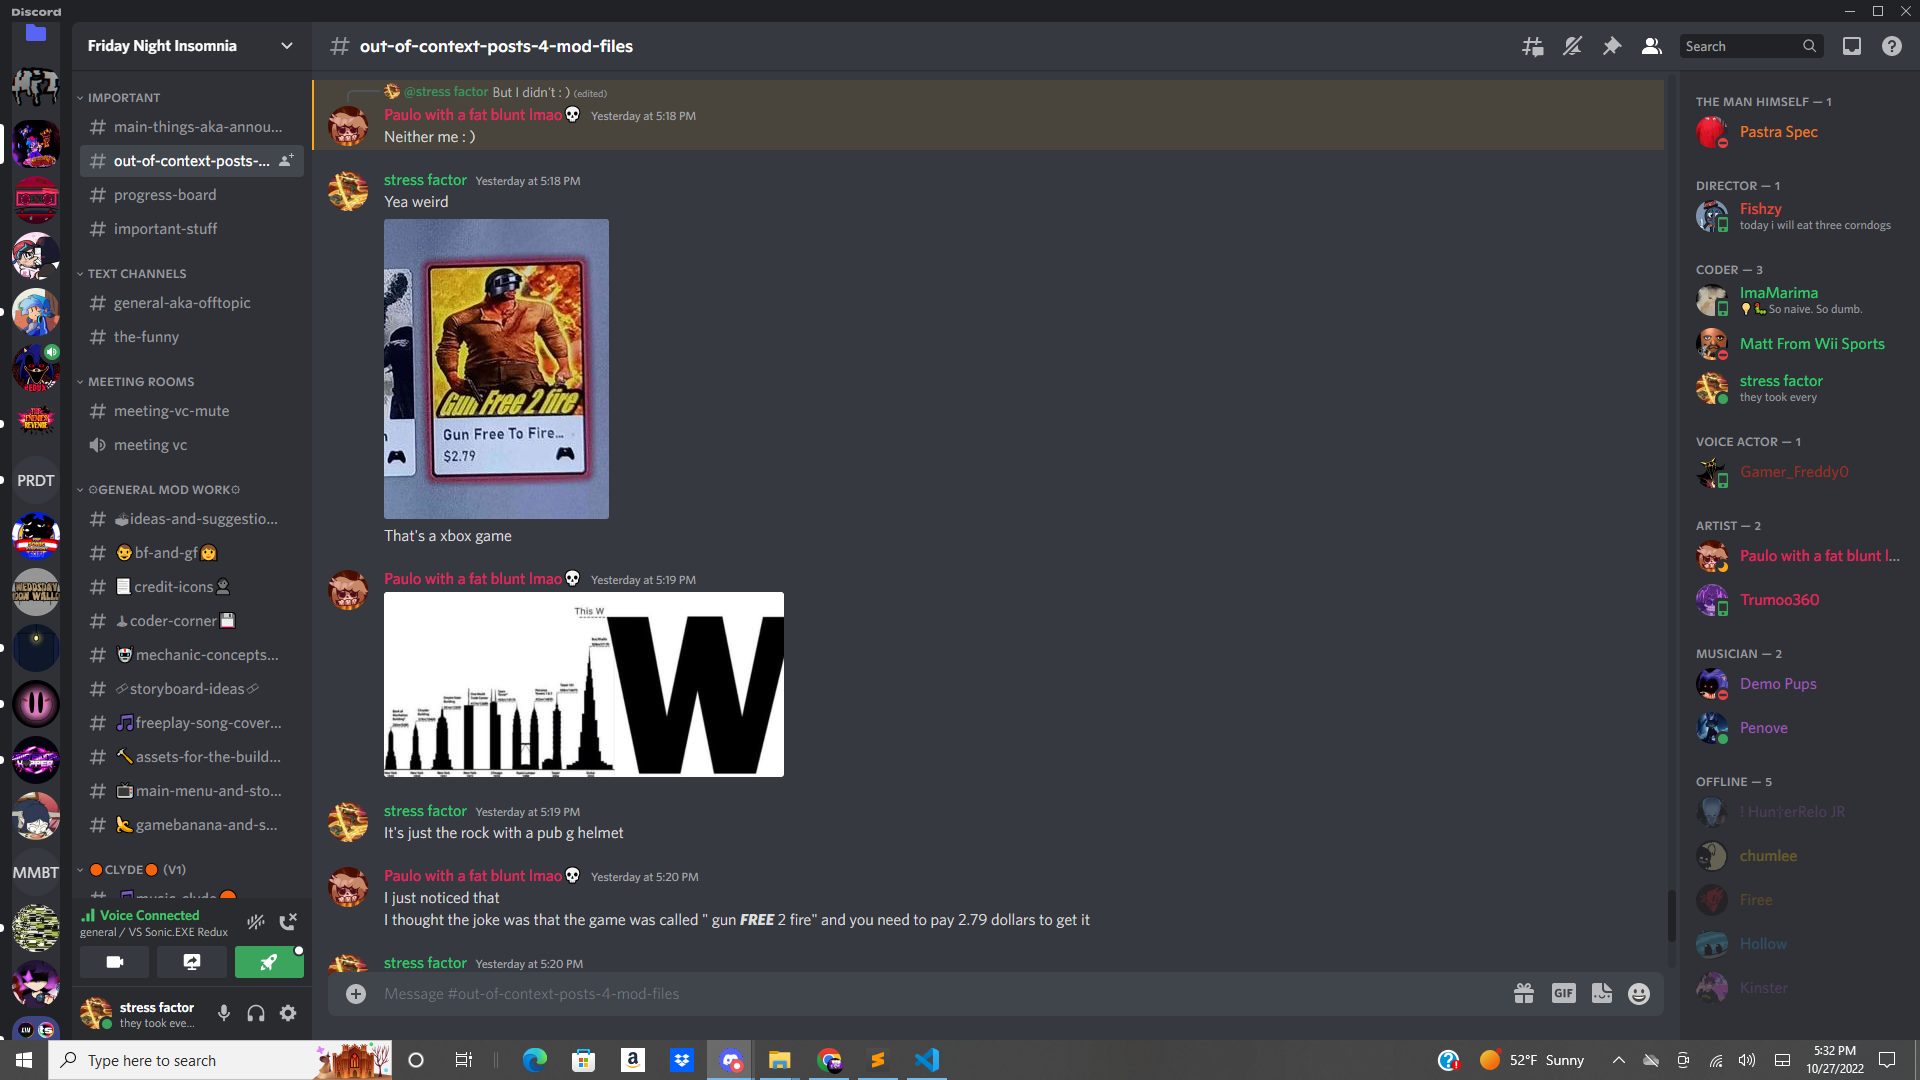 Discord
Friday Night Insomnia
# out-of-context-posts-4-mod-files
Search
IMPORTANT
# main-things-aka-annou...
# out-of-context-posts-...
# progress-board
# important-stuff
TEXT CHANNELS
# general-aka-offtopic
# the-funny
MEETING ROOMS
# meeting-vc-mute
meeting vc
⚙GENERAL MOD WORK⚙
# ideas-and-suggestio...
# bf-and-gf
# credit-icons
# coder-corner
# mechanic-concepts...
# storyboard-ideas
# freeplay-song-cover...
# assets-for-the-build...
# main-menu-and-sto...
# gamebanana-and-s...
CLYDE (V1)
# music-clyde
Voice Connected
general / VS Sonic.EXE Redux
stress factor
they took eve...
PRDT
MMBT
@stress factor But I didn't : ) (edited)
Paulo with a fat blunt lmao💀 Yesterday at 5:18 PM
Neither me : )
stress factor Yesterday at 5:18 PM
Yea weird
Gun Free 2 fire
Gun Free To Fire...
$2.79
That's a xbox game
Paulo with a fat blunt lmao💀 Yesterday at 5:19 PM
This W
W
stress factor Yesterday at 5:19 PM
It's just the rock with a pub g helmet
Paulo with a fat blunt lmao💀 Yesterday at 5:20 PM
I just noticed that
I thought the joke was that the game was called " gun FREE 2 fire" and you need to pay 2.79 dollars to get it
stress factor Yesterday at 5:20 PM
Message #out-of-context-posts-4-mod-files
GIF
THE MAN HIMSELF — 1
Pastra Spec
DIRECTOR — 1
Fishzy
today i will eat three corndogs
CODER — 3
ImaMarima
So naive. So dumb.
Matt From Wii Sports
stress factor
they took every
VOICE ACTOR — 1
Gamer_Freddy0
ARTIST — 2
Paulo with a fat blunt l...
Trumoo360
MUSICIAN — 2
Demo Pups
Penove
OFFLINE — 5
! Hun†erRelo JR
chumlee
Firee
Hollow
Kinster
Type here to search
52°F Sunny
5:32 PM
10/27/2022